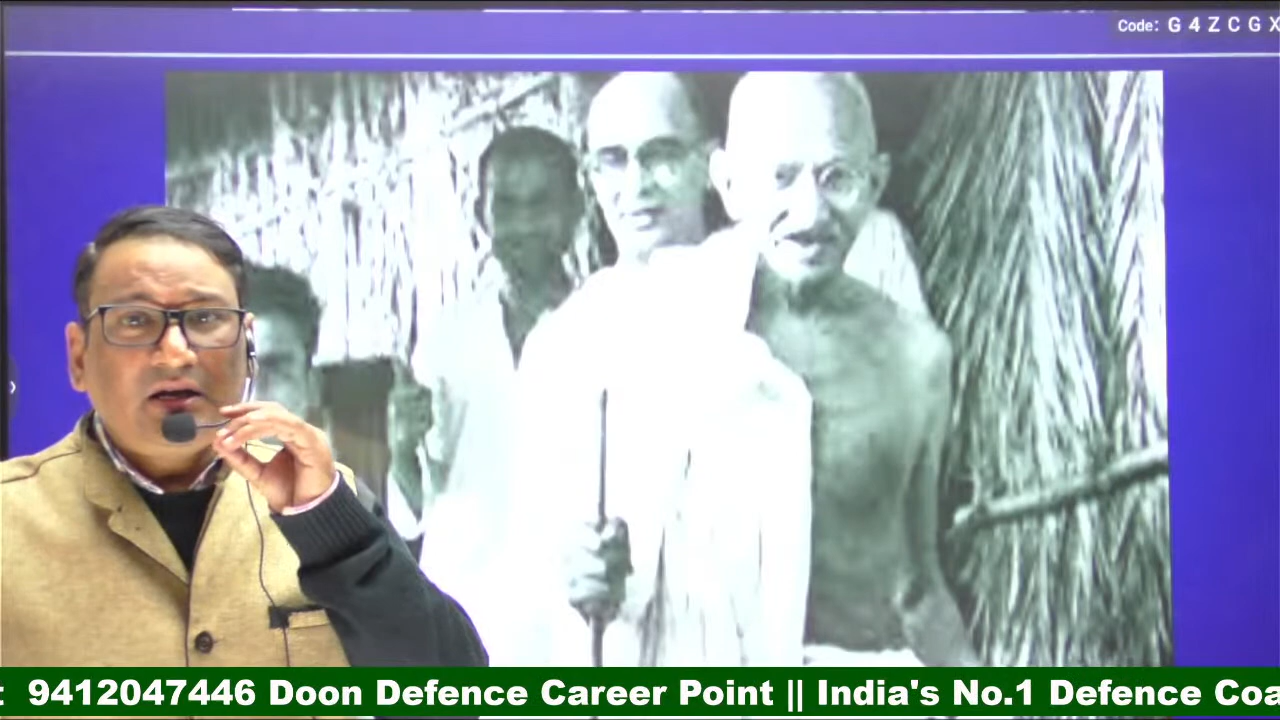 Code: G 4 Z C G X
: 9412047446 Doon Defence Career Point || India's No.1 Defence Coa